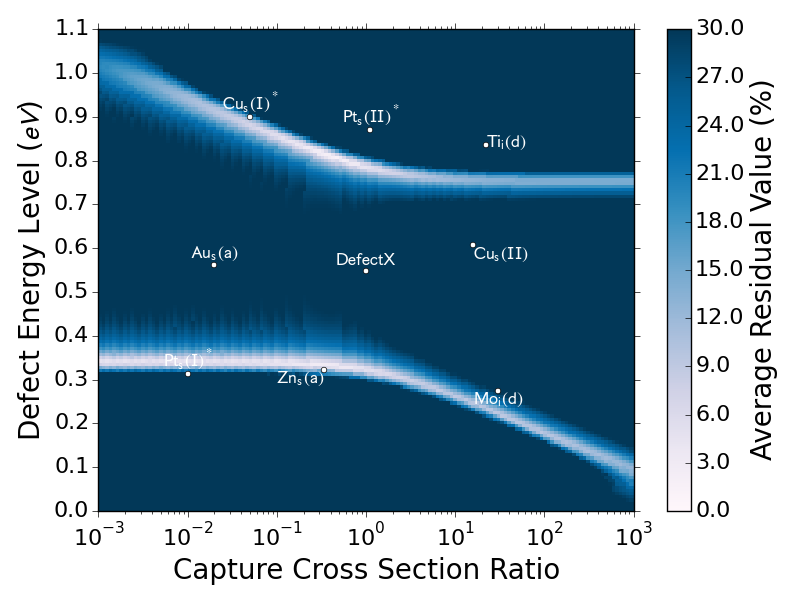 1.1
1.0
0.9
0.8
0.7
0.6
0.5
0.4
0.3
0.2
0.1
0.0
Defect Energy Level (eV)
Cuₛ(I)*
Ptₛ(II)*
Tiᵢ(d)
Auₛ(a)
DefectX
Cuₛ(II)
Ptₛ(I)*
Znₛ(a)
Moᵢ(d)
10⁻³ 10⁻² 10⁻¹ 10⁰ 10¹ 10² 10³
Capture Cross Section Ratio
30.0
27.0
24.0
21.0
18.0
15.0
12.0
9.0
6.0
3.0
0.0
Average Residual Value (%)